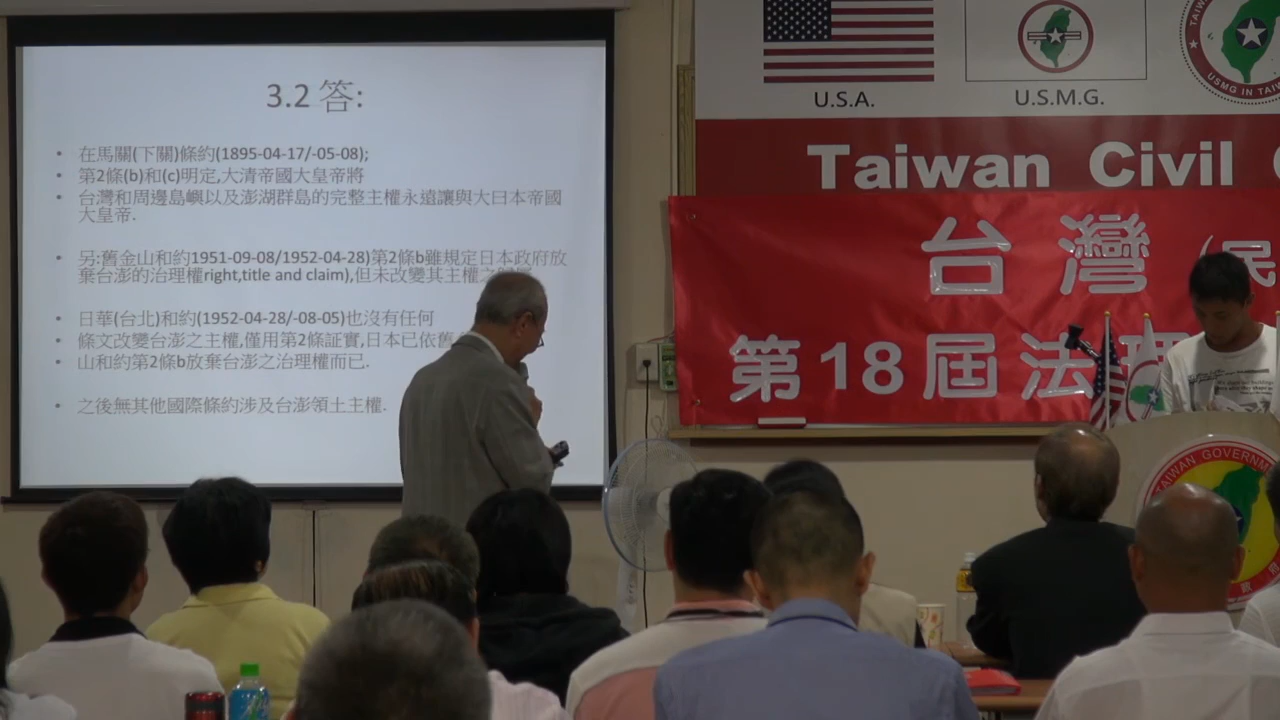 3.2 答:
• 在馬關(下關)條約(1895-04-17/-05-08);
• 第2條(b)和(c)明定,大清帝國大皇帝將
• 台灣和周邊島嶼以及澎湖群島的完整主權永遠讓與大日本帝國
大皇帝.
• 另:舊金山和約1951-09-08/1952-04-28)第2條b雖規定日本政府放
棄台澎的治理權right,title and claim),但未改變其主權之
• 日華(台北)和約(1952-04-28/-08-05)也沒有任何
• 條文改變台澎之主權,僅用第2條証實,日本已依舊
• 山和約第2條b放棄台澎之治理權而已.
• 之後無其他國際條約涉及台澎領土主權.
U.S.A.
U.S.M.G.
USMG IN TAIW
Taiwan Civil
台灣(民
第18屆法理
TAIWAN GOVERNM